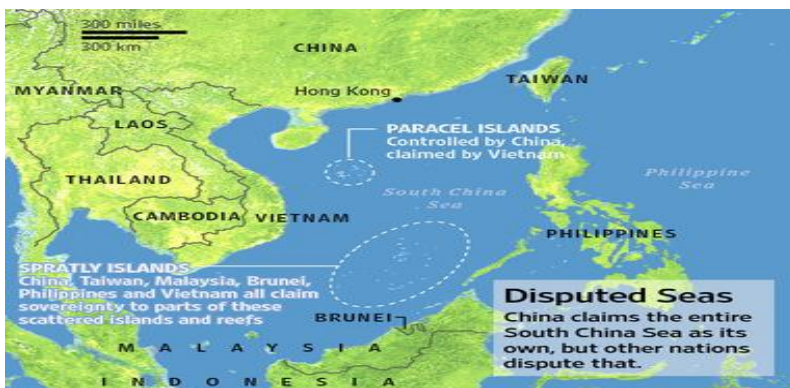 300 miles
300 km
CHINA
TAIWAN
MYANMAR
Hong Kong
LAOS
PARACEL ISLANDS
Controlled by China,
claimed by Vietnam
THAILAND
South China
Sea
Philippine
Sea
CAMBODIA
VIETNAM
PHILIPPINES
SPRATLY ISLANDS
China, Taiwan, Malaysia, Brunei,
Philippines and Vietnam all claim
sovereignty to parts of these
scattered islands and reefs
BRUNEI
MALAYSIA
INDONESIA
Disputed Seas
China claims the entire
South China Sea as its
own, but other nations
dispute that.